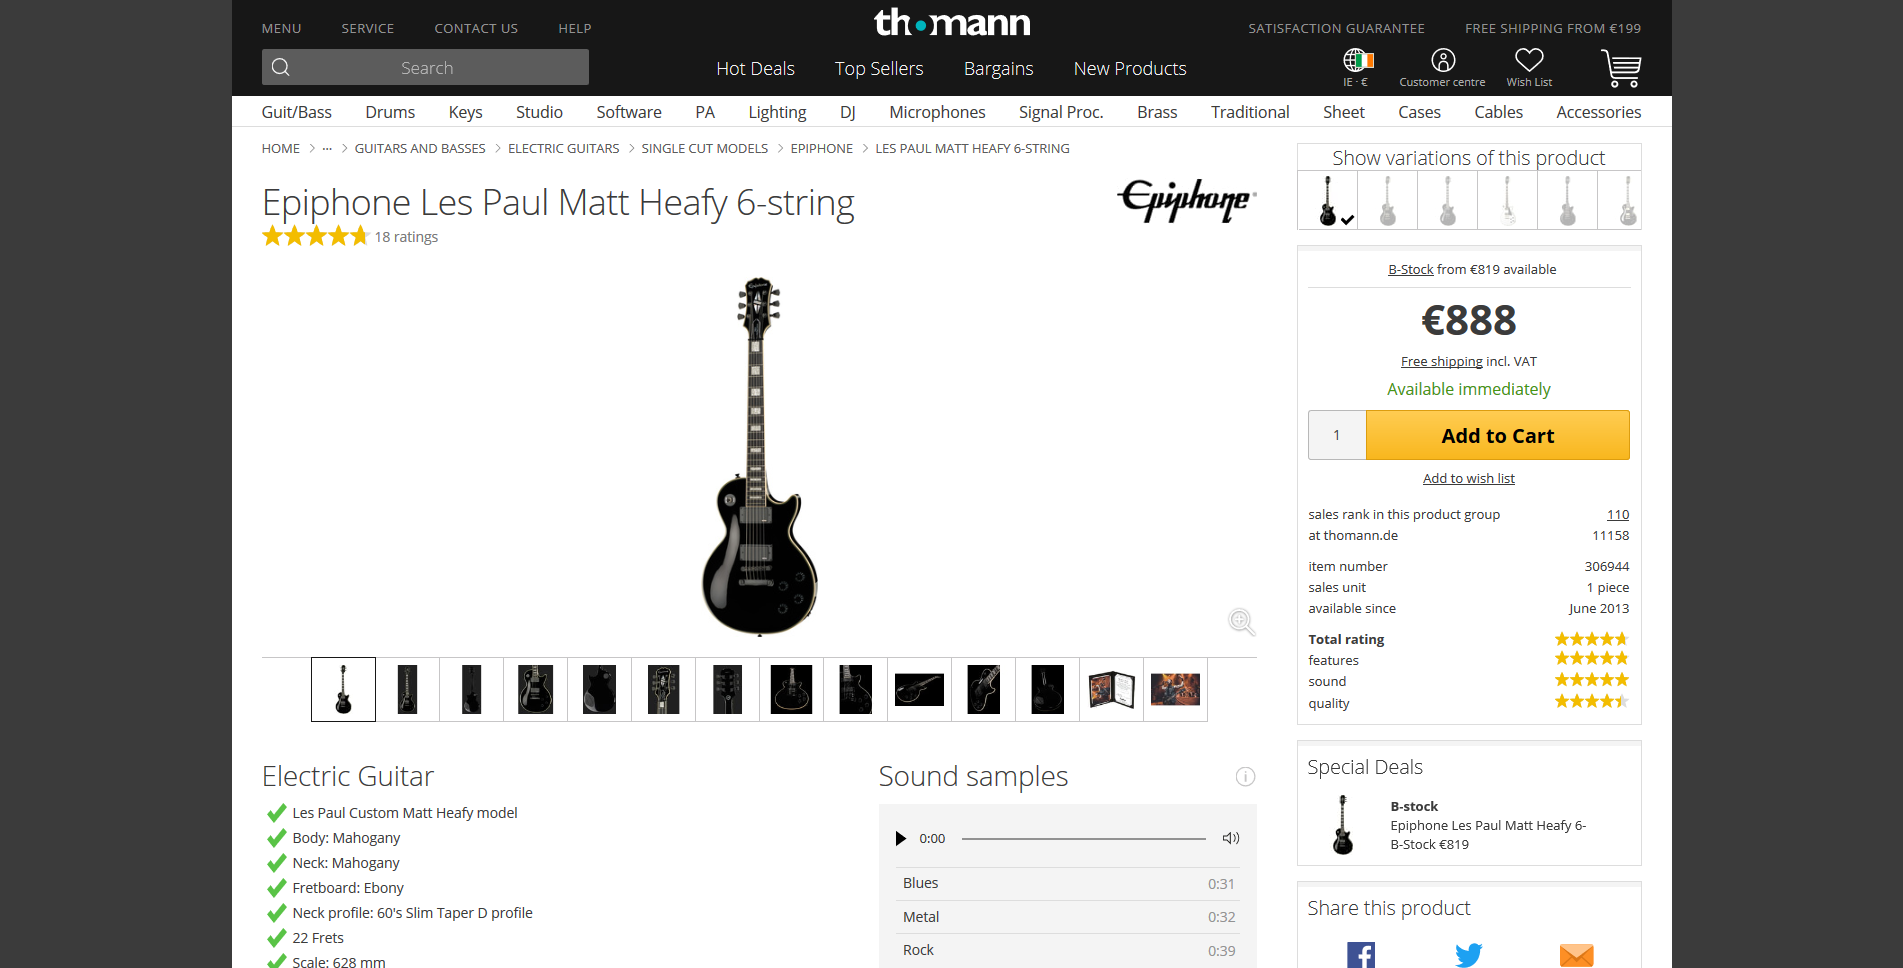 MENU SERVICE CONTACT US HELP
thomann
SATISFACTION GUARANTEE FREE SHIPPING FROM €199
Search
Hot Deals Top Sellers Bargains New Products
IE · € Customer centre Wish List
Guit/Bass Drums Keys Studio Software PA Lighting DJ Microphones Signal Proc. Brass Traditional Sheet Cases Cables Accessories
HOME ··· GUITARS AND BASSES ELECTRIC GUITARS SINGLE CUT MODELS EPIPHONE LES PAUL MATT HEAFY 6-STRING
Epiphone Les Paul Matt Heafy 6-string
18 ratings
Epiphone
Epiphone
Electric Guitar
Les Paul Custom Matt Heafy model
Body: Mahogany
Neck: Mahogany
Fretboard: Ebony
Neck profile: 60's Slim Taper D profile
22 Frets
Scale: 628 mm
Sound samples
0:00
Blues 0:31
Metal 0:32
Rock 0:39
Show variations of this product
B-Stock from €819 available
€888
Free shipping incl. VAT
Available immediately
1 Add to Cart
Add to wish list
sales rank in this product group 110
at thomann.de 11158
item number 306944
sales unit 1 piece
available since June 2013
Total rating
features
sound
quality
Special Deals
B-stock
Epiphone Les Paul Matt Heafy 6-
B-Stock €819
Share this product